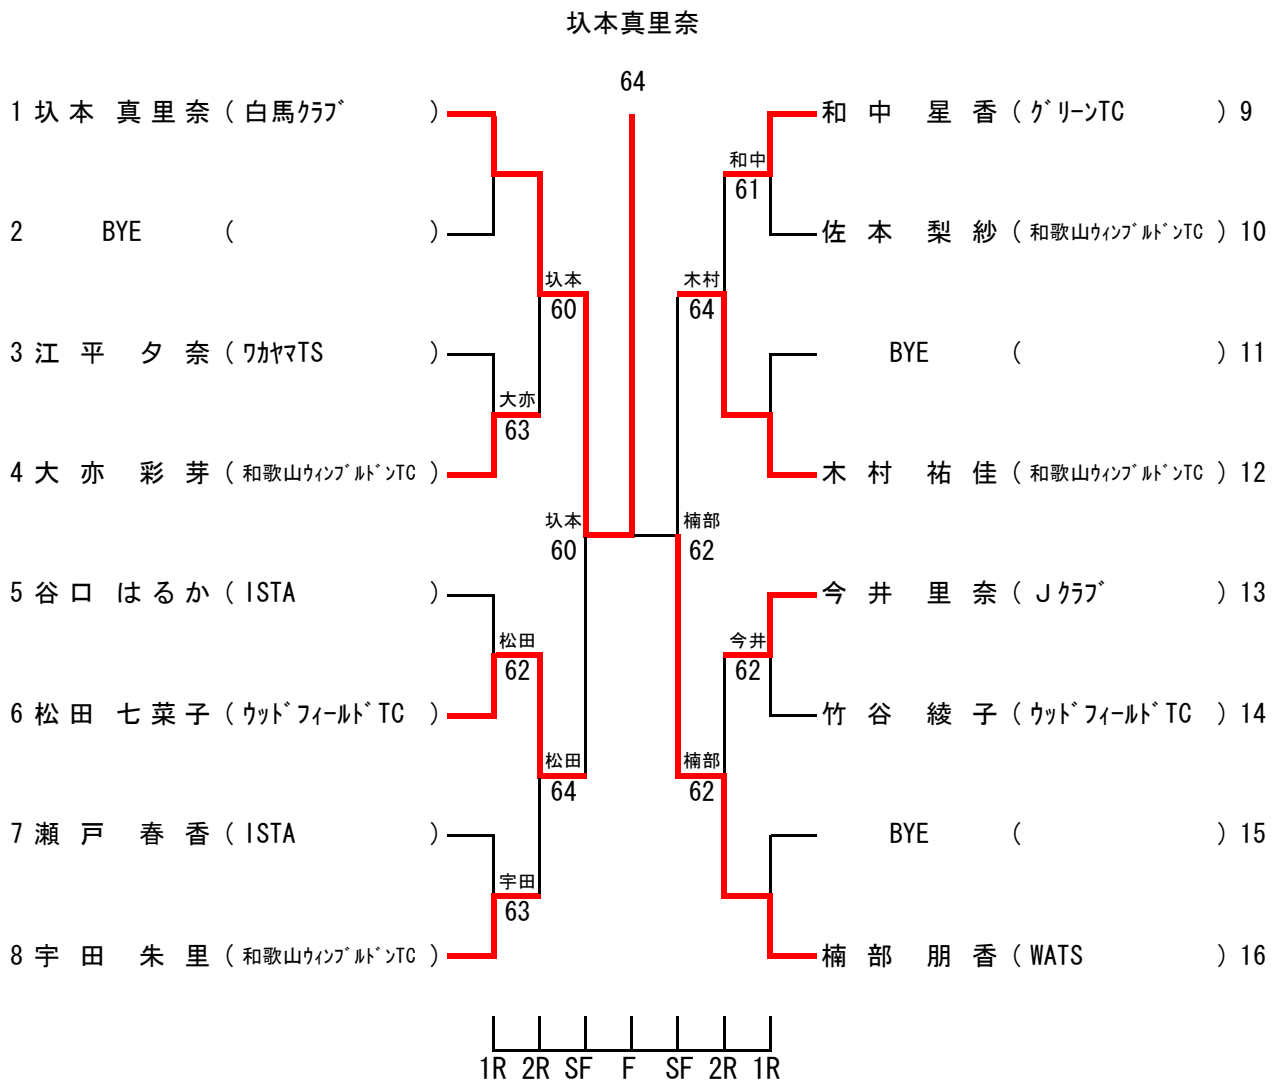 圦本真里奈
64
1 圦本 真里奈 ( 白馬ｸﾗﾌﾞ )
和中 星香 ( ｸﾞﾘｰﾝTC ) 9
和中
61
2 BYE ( )
佐本 梨紗 ( 和歌山ｳｨﾝﾌﾞﾙﾄﾞﾝTC ) 10
圦本
60
木村
64
3 江平 夕奈 ( ﾜｶﾔﾏTS )
BYE ( ) 11
大亦
63
4 大亦 彩芽 ( 和歌山ｳｨﾝﾌﾞﾙﾄﾞﾝTC )
木村 祐佳 ( 和歌山ｳｨﾝﾌﾞﾙﾄﾞﾝTC ) 12
圦本
60
楠部
62
5 谷口 はるか ( ISTA )
今井 里奈 ( Ｊｸﾗﾌﾞ ) 13
松田
62
今井
62
6 松田 七菜子 ( ｳｯﾄﾞﾌｨｰﾙﾄﾞTC )
竹谷 綾子 ( ｳｯﾄﾞﾌｨｰﾙﾄﾞTC ) 14
松田
64
楠部
62
7 瀬戸 春香 ( ISTA )
BYE ( ) 15
宇田
63
8 宇田 朱里 ( 和歌山ｳｨﾝﾌﾞﾙﾄﾞﾝTC )
楠部 朋香 ( WATS ) 16
1R 2R SF F SF 2R 1R